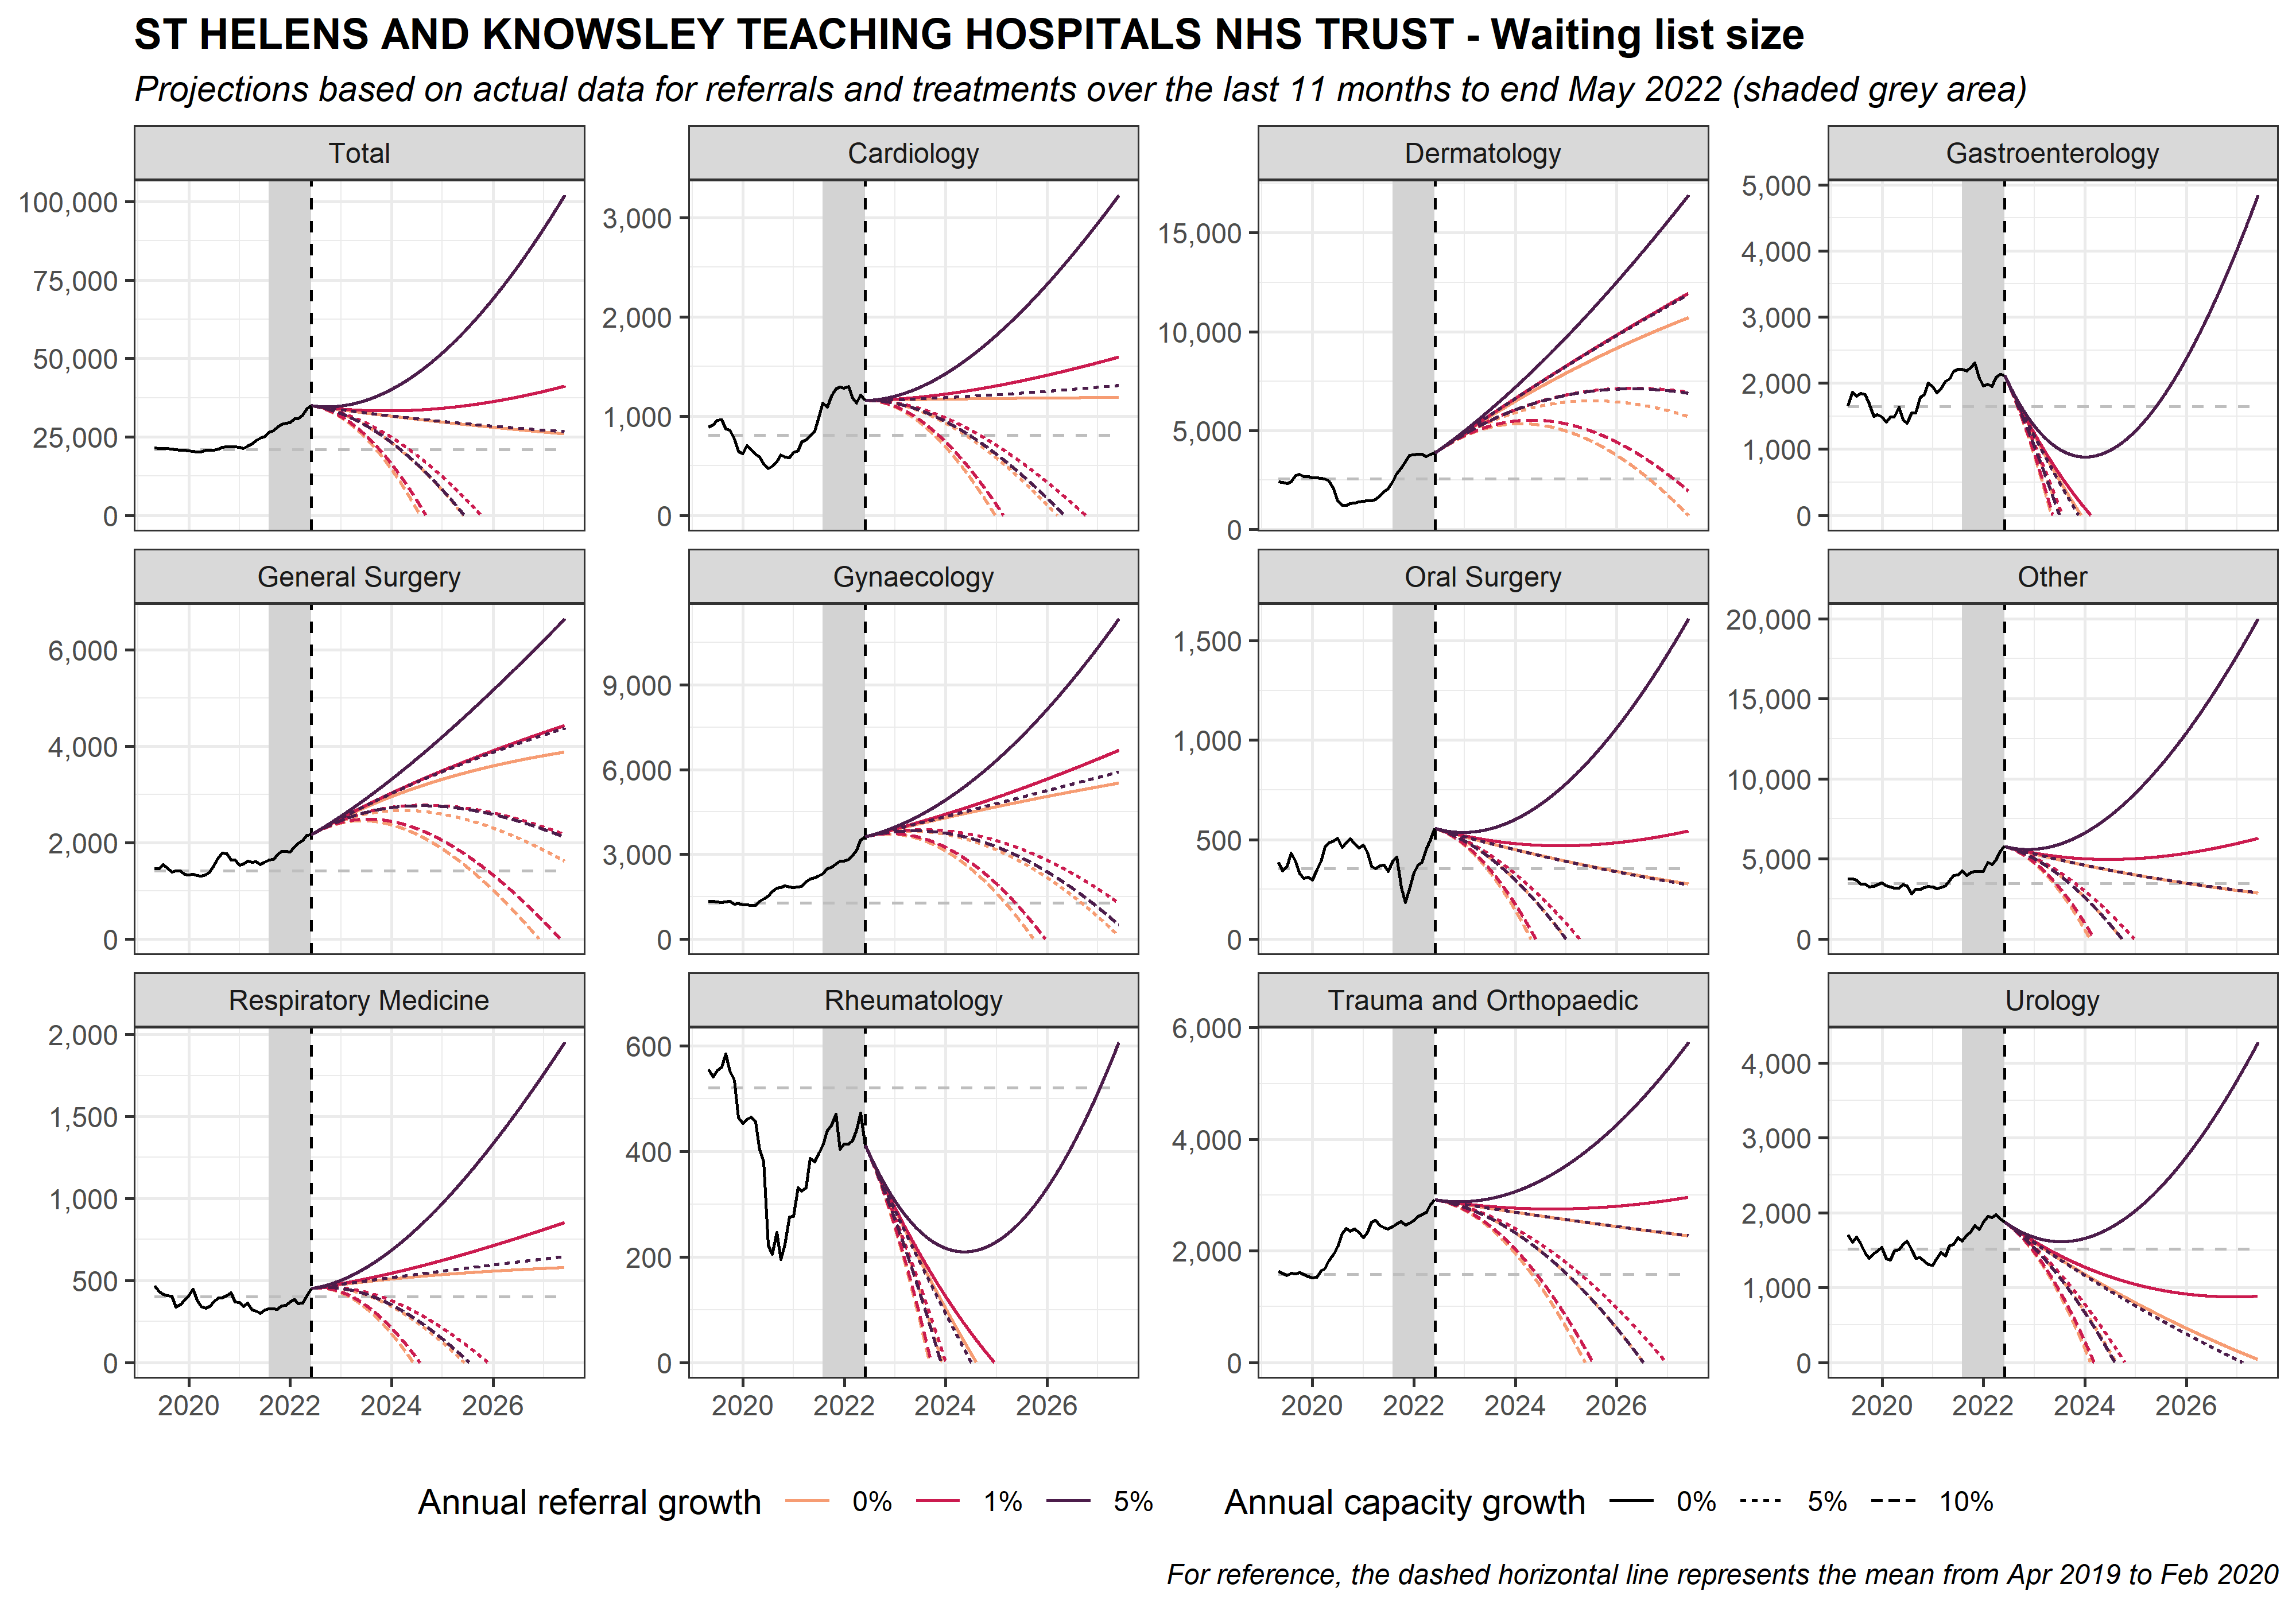 ST HELENS AND KNOWSLEY TEACHING HOSPITALS NHS TRUST - Waiting list size
Projections based on actual data for referrals and treatments over the last 11 months to end May 2022 (shaded grey area)
Total
100,000
75,000
50,000
25,000
0
Cardiology
3,000
2,000
1,000
0
Dermatology
15,000
10,000
5,000
0
Gastroenterology
5,000
4,000
3,000
2,000
1,000
0
General Surgery
6,000
4,000
2,000
0
Gynaecology
9,000
6,000
3,000
0
Oral Surgery
1,500
1,000
500
0
Other
20,000
15,000
10,000
5,000
0
Respiratory Medicine
2,000
1,500
1,000
500
0
2020 2022 2024 2026
Rheumatology
600
400
200
0
2020 2022 2024 2026
Trauma and Orthopaedic
6,000
4,000
2,000
0
2020 2022 2024 2026
Urology
4,000
3,000
2,000
1,000
0
2020 2022 2024 2026
Annual referral growth 0% 1% 5% Annual capacity growth 0% 5% 10%
For reference, the dashed horizontal line represents the mean from Apr 2019 to Feb 2020